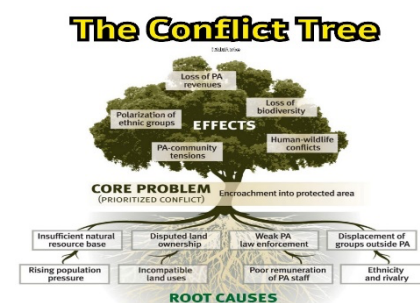 The Conflict Tree
Loss of PA
revenues
Loss of
biodiversity
Polarization of
ethnic groups
EFFECTS
Human-wildlife
conflicts
PA-community
tensions
CORE PROBLEM
(PRIORITIZED CONFLICT)
Encroachment into protected area
Insufficient natural
resource base
Disputed land
ownership
Weak PA
law enforcement
Displacement of
groups outside PA
Rising population
pressure
Incompatible
land uses
Poor remuneration
of PA staff
Ethnicity
and rivalry
ROOT CAUSES